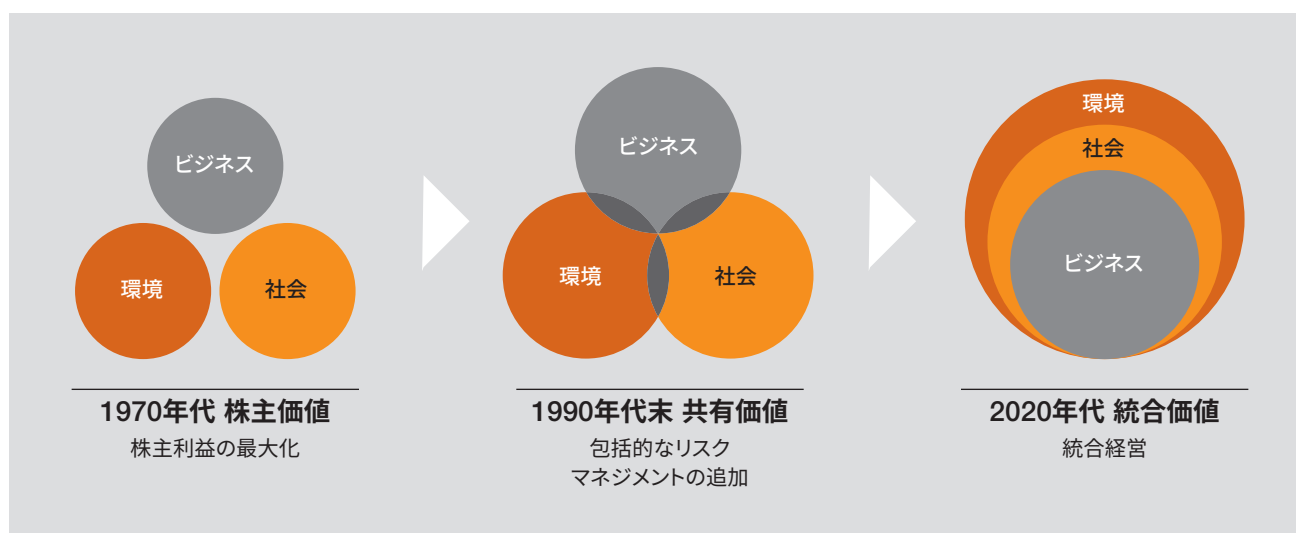 ビジネス
環境
社会
1970年代 株主価値
株主利益の最大化
ビジネス
環境
社会
1990年代末 共有価値
包括的なリスク
マネジメントの追加
環境
社会
ビジネス
2020年代 統合価値
統合経営